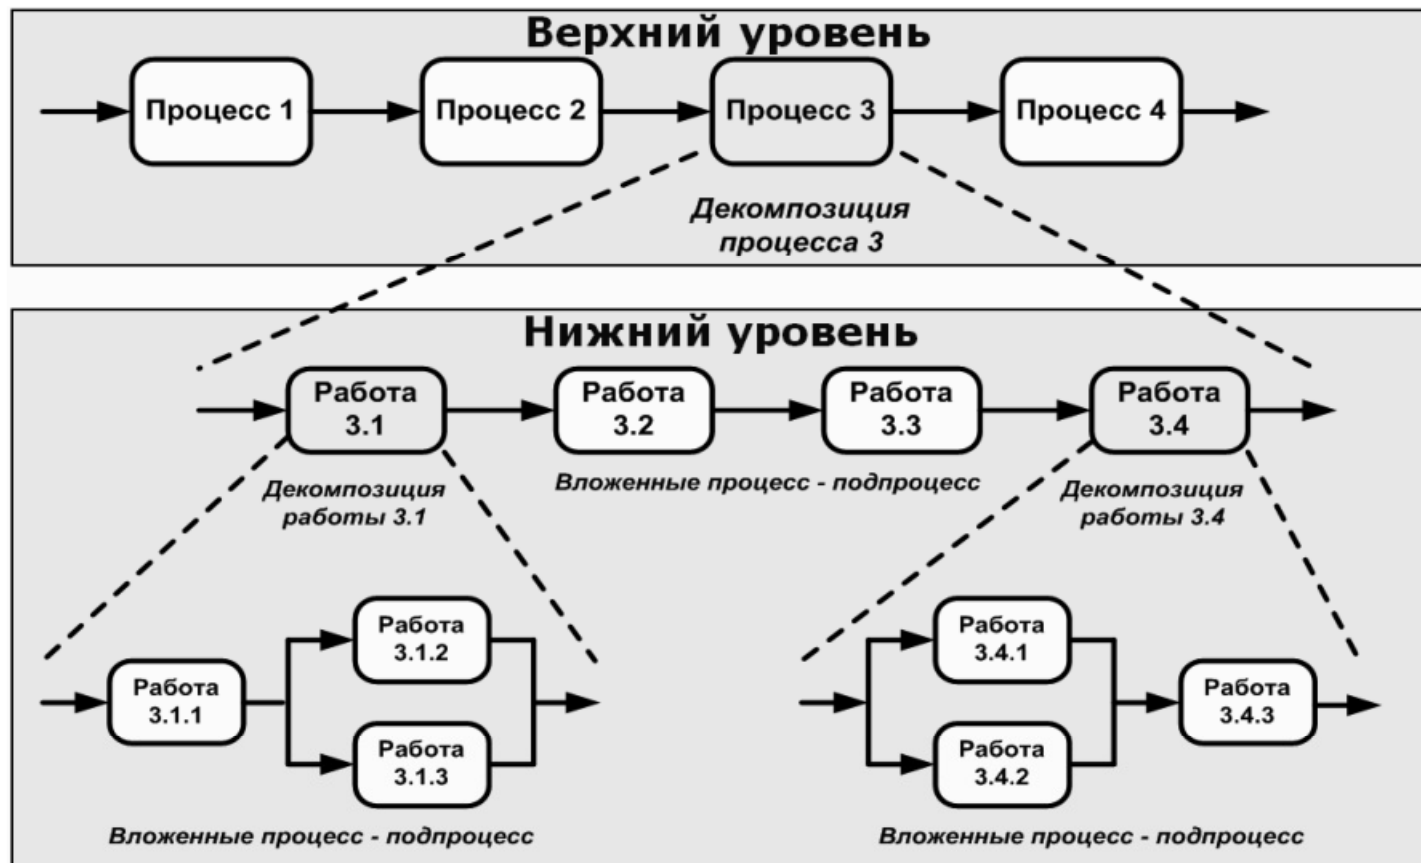 Верхний уровень
Процесс 1
Процесс 2
Процесс 3
Процесс 4
Декомпозиция
процесса 3
Нижний уровень
Работа
3.1
Работа
3.2
Работа
3.3
Работа
3.4
Декомпозиция
работы 3.1
Вложенные процесс - подпроцесс
Декомпозиция
работы 3.4
Работа
3.1.1
Работа
3.1.2
Работа
3.1.3
Работа
3.4.1
Работа
3.4.2
Работа
3.4.3
Вложенные процесс - подпроцесс
Вложенные процесс - подпроцесс